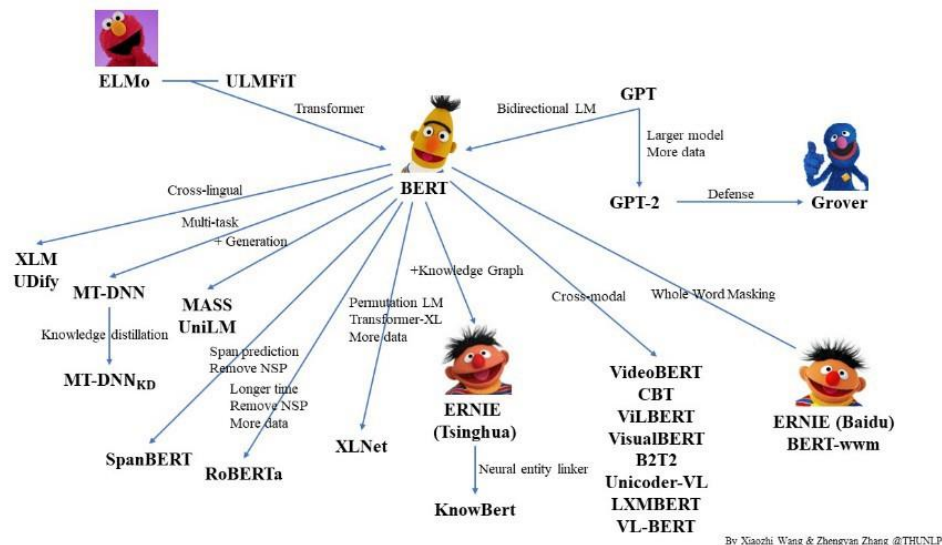 ELMo
ULMFiT
GPT
Transformer
Bidirectional LM
Larger model
More data
BERT
GPT-2
Defense
Grover
Cross-lingual
Multi-task
+ Generation
XLM
UDify
MT-DNN
MASS
UniLM
+Knowledge Graph
Cross-modal
Whole Word Masking
Knowledge distillation
Permutation LM
Transformer-XL
More data
MT-DNNKD
Span prediction
Remove NSP
Longer time
Remove NSP
More data
SpanBERT
RoBERTa
XLNet
ERNIE
(Tsinghua)
Neural entity linker
KnowBert
VideoBERT
CBT
ViLBERT
VisualBERT
B2T2
Unicoder-VL
LXMBERT
VL-BERT
ERNIE (Baidu)
BERT-wwm
By Xiaozhi Wang & Zhengyan Zhang @THUNLP